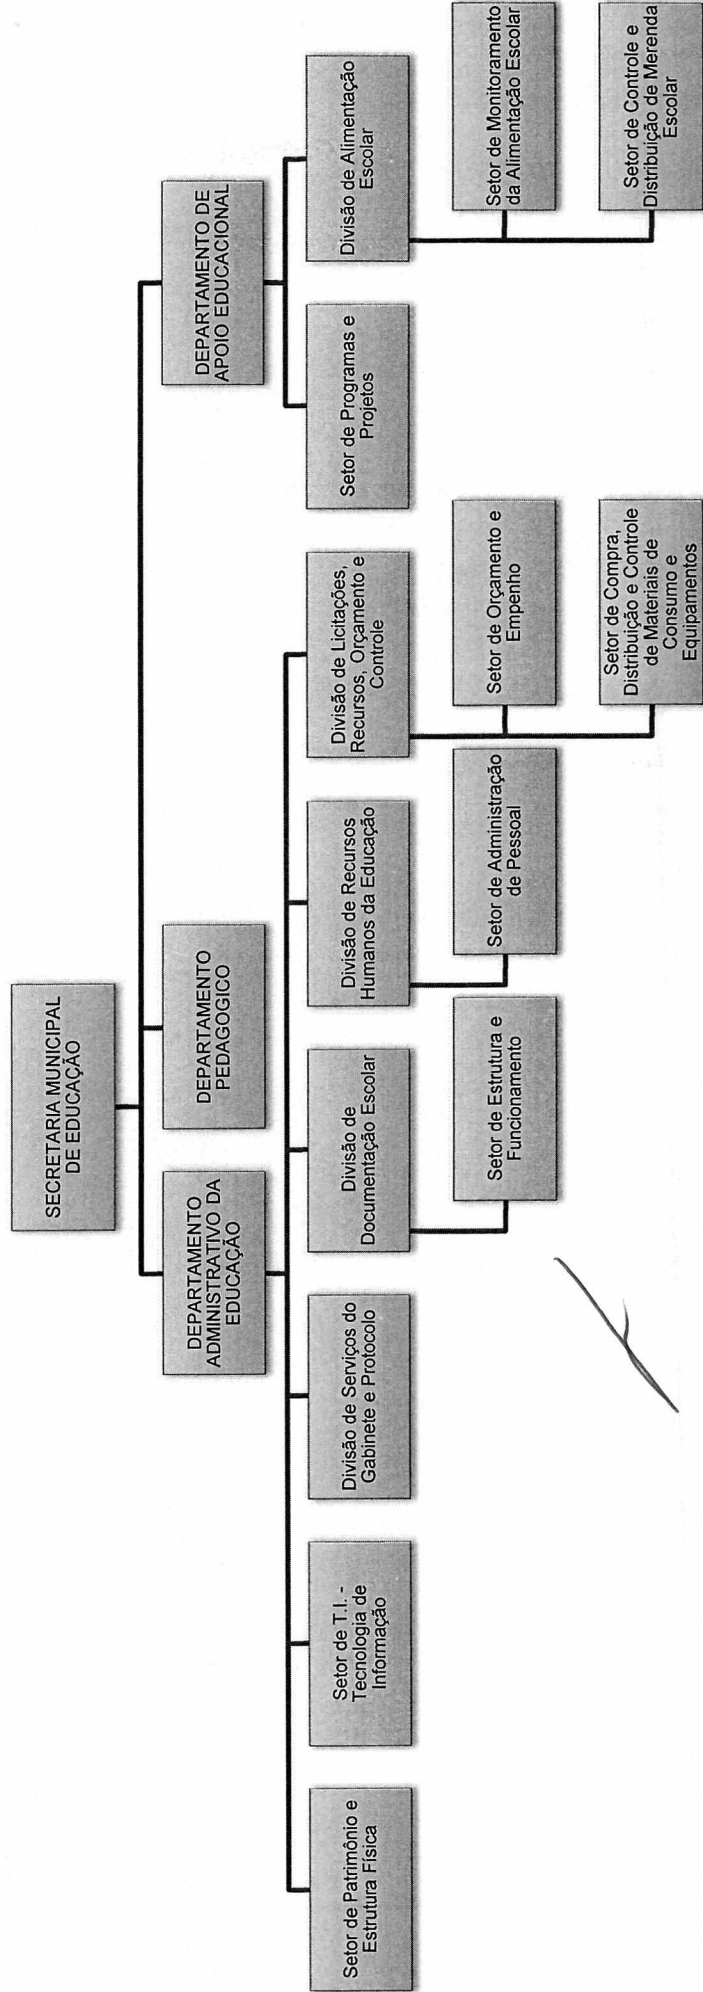 SECRETARIA MUNICIPAL
DE EDUCAÇÃO
DEPARTAMENTO
ADMINISTRATIVO DA
EDUCAÇÃO
DEPARTAMENTO
PEDAGOGICO
DEPARTAMENTO DE
APOIO EDUCACIONAL
Setor de Patrimônio e
Estrutura Física
Setor de T.I. -
Tecnologia de
Informação
Divisão de Serviços do
Gabinete e Protocolo
Divisão de
Documentação Escolar
Divisão de Recursos
Humanos da Educação
Divisão de Licitações,
Recursos, Orçamento e
Controle
Setor de Programas e
Projetos
Divisão de Alimentação
Escolar
Setor de Estrutura e
Funcionamento
Setor de Administração
de Pessoal
Setor de Orçamento e
Empenho
Setor de Monitoramento
da Alimentação Escolar
Setor de Compra,
Distribuição e Controle
de Materiais de
Consumo e
Equipamentos
Setor de Controle e
Distribuição de Merenda
Escolar